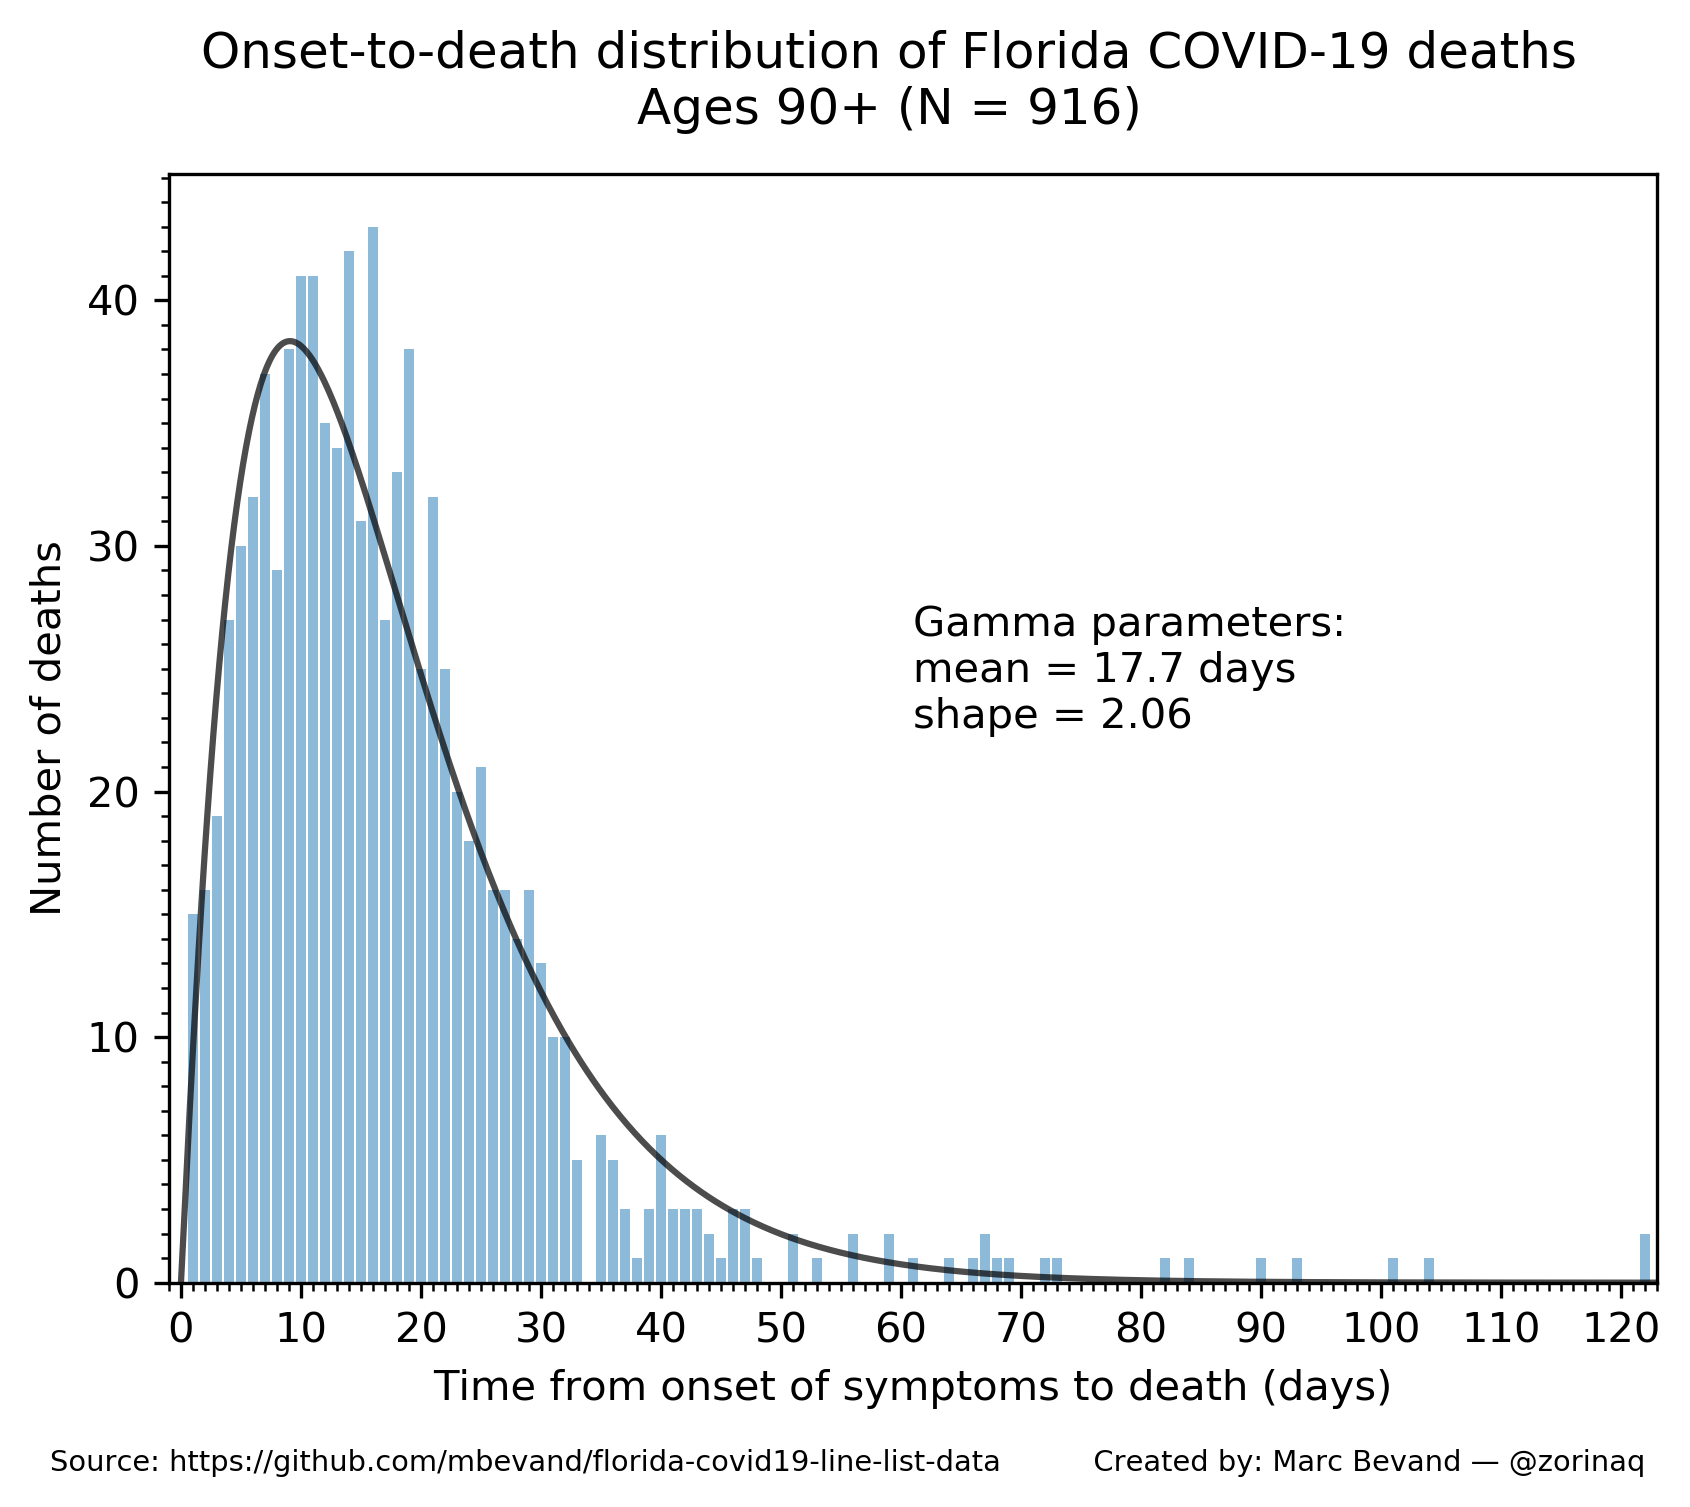 Onset-to-death distribution of Florida COVID-19 deaths
Ages 90+ (N = 916)
Number of deaths
40
30
20
10
0
Gamma parameters:
mean = 17.7 days
shape = 2.06
0 10 20 30 40 50 60 70 80 90 100 110 120
Time from onset of symptoms to death (days)
Source: https://github.com/mbevand/florida-covid19-line-list-data
Created by: Marc Bevand — @zorinaq